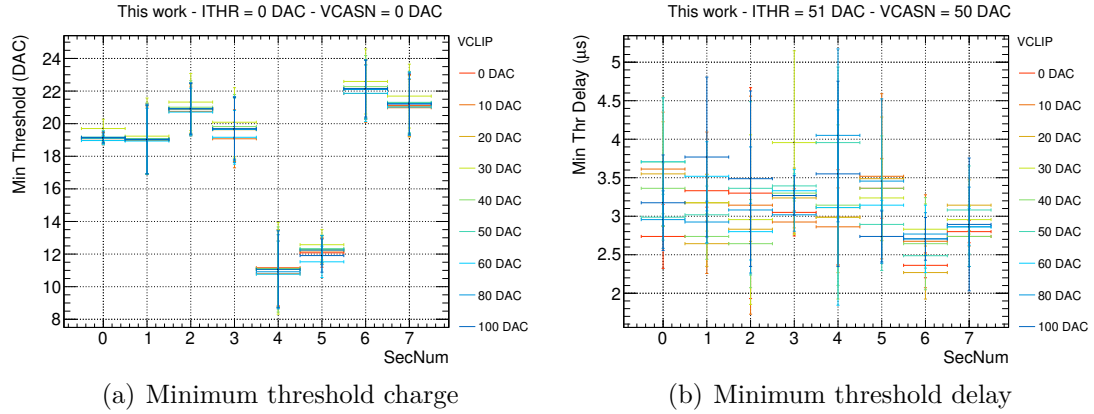 This work - ITHR = 0 DAC - VCASN = 0 DAC
Min Threshold (DAC)
24
22
20
18
16
14
12
10
8
0 1 2 3 4 5 6 7
SecNum
VCLIP
0 DAC
10 DAC
20 DAC
30 DAC
40 DAC
50 DAC
60 DAC
80 DAC
100 DAC
(a) Minimum threshold charge
This work - ITHR = 51 DAC - VCASN = 50 DAC
Min Thr Delay (μs)
5
4.5
4
3.5
3
2.5
2
0 1 2 3 4 5 6 7
SecNum
VCLIP
0 DAC
10 DAC
20 DAC
30 DAC
40 DAC
50 DAC
60 DAC
80 DAC
100 DAC
(b) Minimum threshold delay